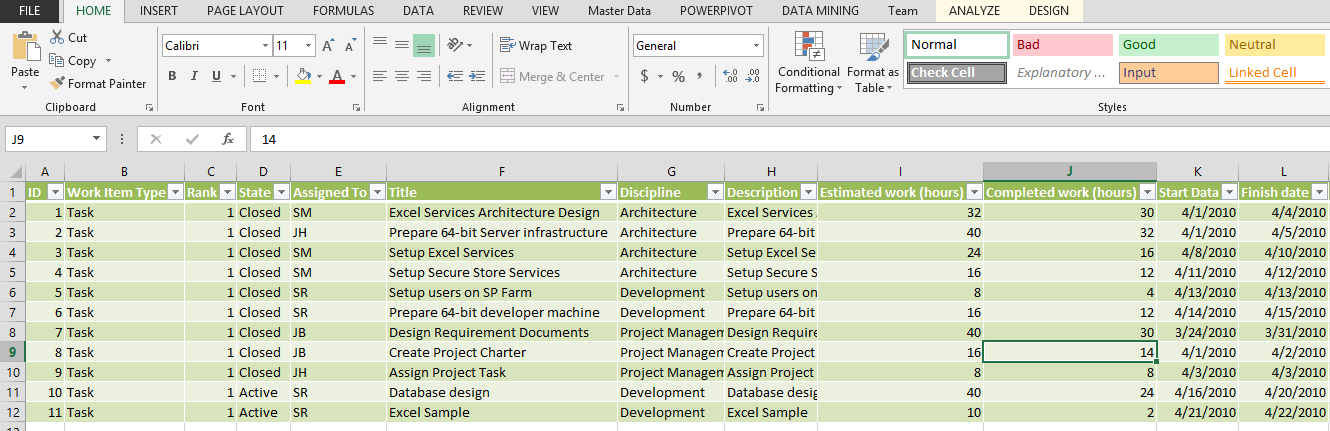 FILE HOME INSERT PAGE LAYOUT FORMULAS DATA REVIEW VIEW Master Data POWERPIVOT DATA MINING Team ANALYZE DESIGN
Paste
Cut
Copy
Format Painter
Clipboard
Calibri 11 A A
B I U A
Font
Wrap Text
Merge & Center
Alignment
General
$ % , .00 .0
Number
Conditional Formatting
Format as Table
Normal Bad Good Neutral
Check Cell Explanatory ... Input Linked Cell
Styles
J9 fx 14
A B C D E F G H I J K L
1 ID Work Item Type Rank State Assigned To Title Discipline Description Estimated work (hours) Completed work (hours) Start Data Finish date
2 1 Task 1 Closed SM Excel Services Architecture Design Architecture Excel Services 32 30 4/1/2010 4/4/2010
3 2 Task 1 Closed JH Prepare 64-bit Server infrastructure Architecture Prepare 64-bit 40 32 4/1/2010 4/5/2010
4 3 Task 1 Closed SM Setup Excel Services Architecture Setup Excel Se 24 16 4/8/2010 4/10/2010
5 4 Task 1 Closed SM Setup Secure Store Services Architecture Setup Secure S 16 12 4/11/2010 4/12/2010
6 5 Task 1 Closed SR Setup users on SP Farm Development Setup users on 8 4 4/13/2010 4/13/2010
7 6 Task 1 Closed SR Prepare 64-bit developer machine Development Prepare 64-bit 16 12 4/14/2010 4/15/2010
8 7 Task 1 Closed JB Design Requirement Documents Project Managem Design Require 40 30 3/24/2010 3/31/2010
9 8 Task 1 Closed JB Create Project Charter Project Managem Create Project 16 14 4/1/2010 4/2/2010
10 9 Task 1 Closed JH Assign Project Task Project Managem Assign Project 8 8 4/3/2010 4/3/2010
11 10 Task 1 Active SR Database design Development Database desig 40 24 4/16/2010 4/20/2010
12 11 Task 1 Active SR Excel Sample Development Excel Sample 10 2 4/21/2010 4/22/2010